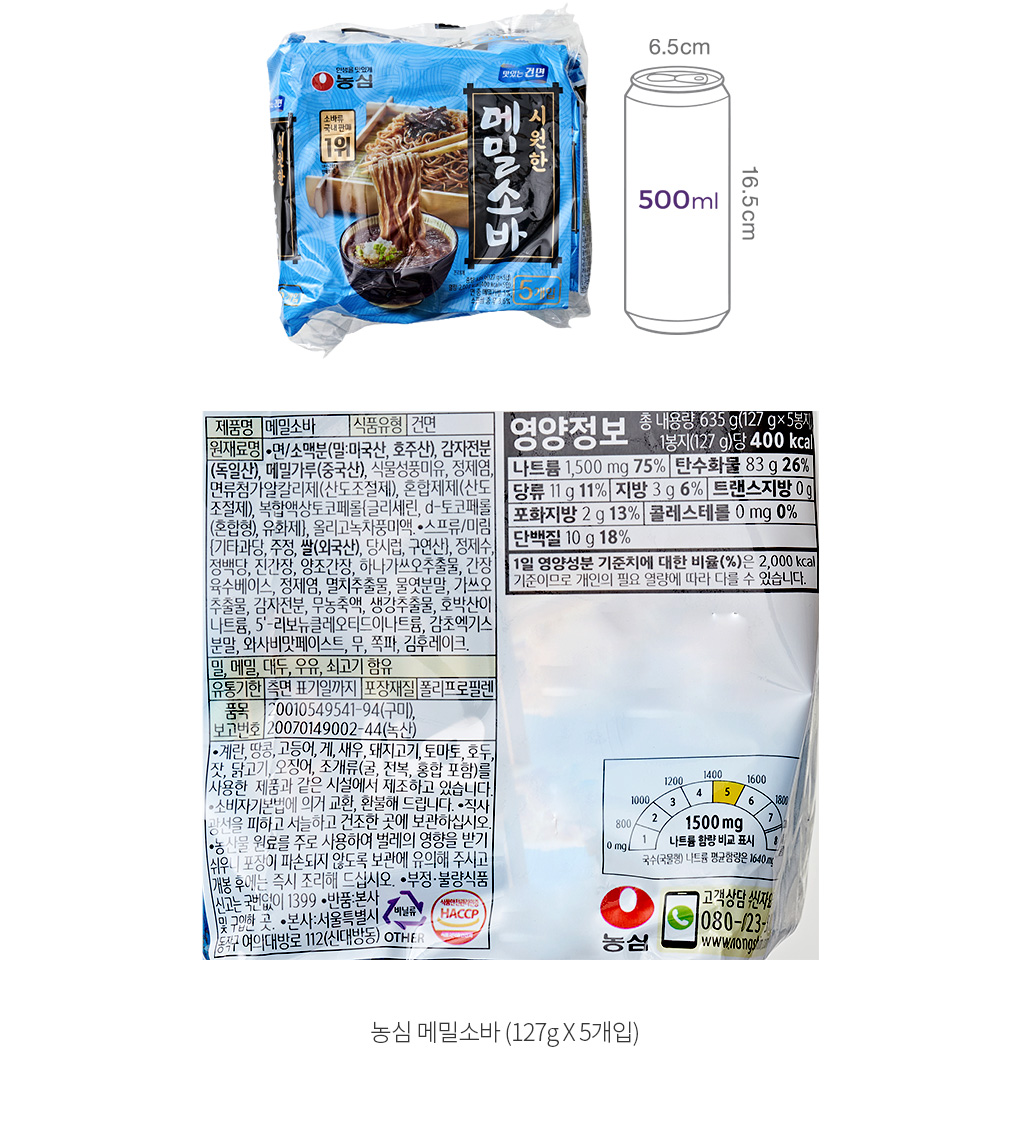 6.5cm
인생을 맛있게
농심
맛있는 건면
소바류
국내 판매
1위
시원한
메밀소바
5개입
500ml
16.5cm
제품명 메밀소바 식품유형 건면
원재료명 •면/소맥분(밀:미국산, 호주산), 감자전분
(독일산), 메밀가루(중국산), 식물성풍미유, 정제염,
면류첨가알칼리제(산도조절제), 혼합제제(산도
조절제), 복합액상토코페롤{글리세린, d-토코페롤
(혼합형), 유화제}, 올리고녹차풍미액. •스프류/미림
{기타과당, 주정, 쌀(외국산), 당시럽, 구연산}, 정제수,
정백당, 진간장, 양조간장, 하나가쓰오추출물, 간장
육수베이스, 정제염, 멸치추출물, 물엿분말, 가쓰오
추출물, 감자전분, 무농축액, 생강추출물, 호박산이
나트륨, 5'-리보뉴클레오티드이나트륨, 감초엑기스
분말, 와사비맛페이스트, 무, 쪽파, 김후레이크.
밀, 메밀, 대두, 우유, 쇠고기 함유
유통기한 측면 표기일까지 포장재질 폴리프로필렌
품목
보고번호
20010549541-94(구미),
20070149002-44(녹산)
•계란, 땅콩, 고등어, 게, 새우, 돼지고기, 토마토, 호두,
잣, 닭고기, 오징어, 조개류(굴, 전복, 홍합 포함)를
사용한 제품과 같은 시설에서 제조하고 있습니다.
•소비자기본법에 의거 교환, 환불해 드립니다. •직사
광선을 피하고 서늘하고 건조한 곳에 보관하십시오.
•농산물 원료를 주로 사용하여 벌레의 영향을 받기
쉬우니 포장이 파손되지 않도록 보관에 유의해 주시고
개봉 후에는 즉시 조리해 드십시오. •부정·불량식품
신고는 국번없이 1399 •반품:본사
및 구입한 곳. •본사:서울특별시
동작구 여의대방로 112(신대방동)
비닐류
OTHER
HACCP
영양정보
총 내용량 635 g(127 g×5봉지)
1봉지(127 g)당 400 kcal
나트륨 1,500 mg 75% 탄수화물 83 g 26%
당류 11 g 11% 지방 3 g 6% 트랜스지방 0 g
포화지방 2 g 13% 콜레스테롤 0 mg 0%
단백질 10 g 18%
1일 영양성분 기준치에 대한 비율(%)은 2,000 kcal
기준이므로 개인의 필요 열량에 따라 다를 수 있습니다.
0 mg 800 1000 1200 1400 1600 1800
1 2 3 4 5 6 7 8
1500 mg
나트륨 함량 비교 표시
국수(국물형) 나트륨 평균함량은 1640 mg
농심
고객상담
농심 메밀소바 (127g X 5개입)